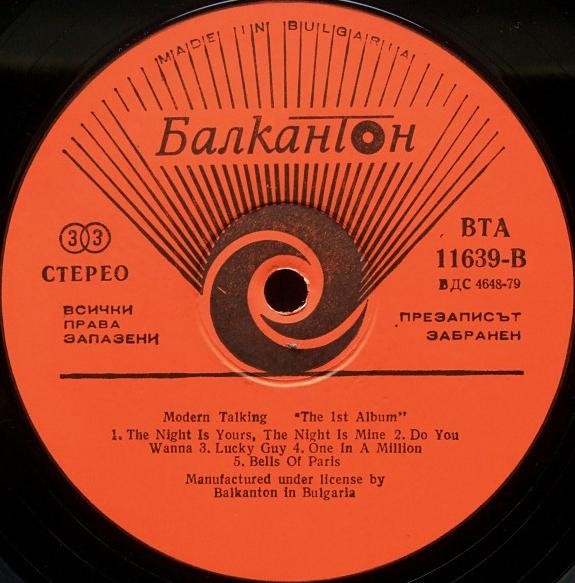 MADE IN BULGARIA
Балкантон
33
СТЕРЕО
ВСИЧКИ
ПРАВА
ЗАПАЗЕНИ
ВТА
11639-В
ВДС 4648-79
ПРЕЗАПИСЪТ
ЗАБРАНЕН
Modern Talking "The 1st Album"
1. The Night Is Yours, The Night Is Mine 2. Do You
Wanna 3. Lucky Guy 4. One In A Million
5. Bells Of Paris
Manufactured under license by
Balkanton in Bulgaria